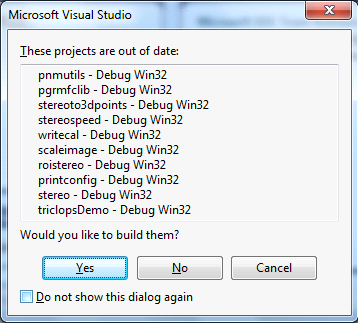 Microsoft Visual Studio
These projects are out of date:
pnmutils - Debug Win32
pgrmfclib - Debug Win32
stereoto3dpoints - Debug Win32
stereospeed - Debug Win32
writecal - Debug Win32
scaleimage - Debug Win32
roistereo - Debug Win32
printconfig - Debug Win32
stereo - Debug Win32
triclopsDemo - Debug Win32
Would you like to build them?
Yes No Cancel
Do not show this dialog again